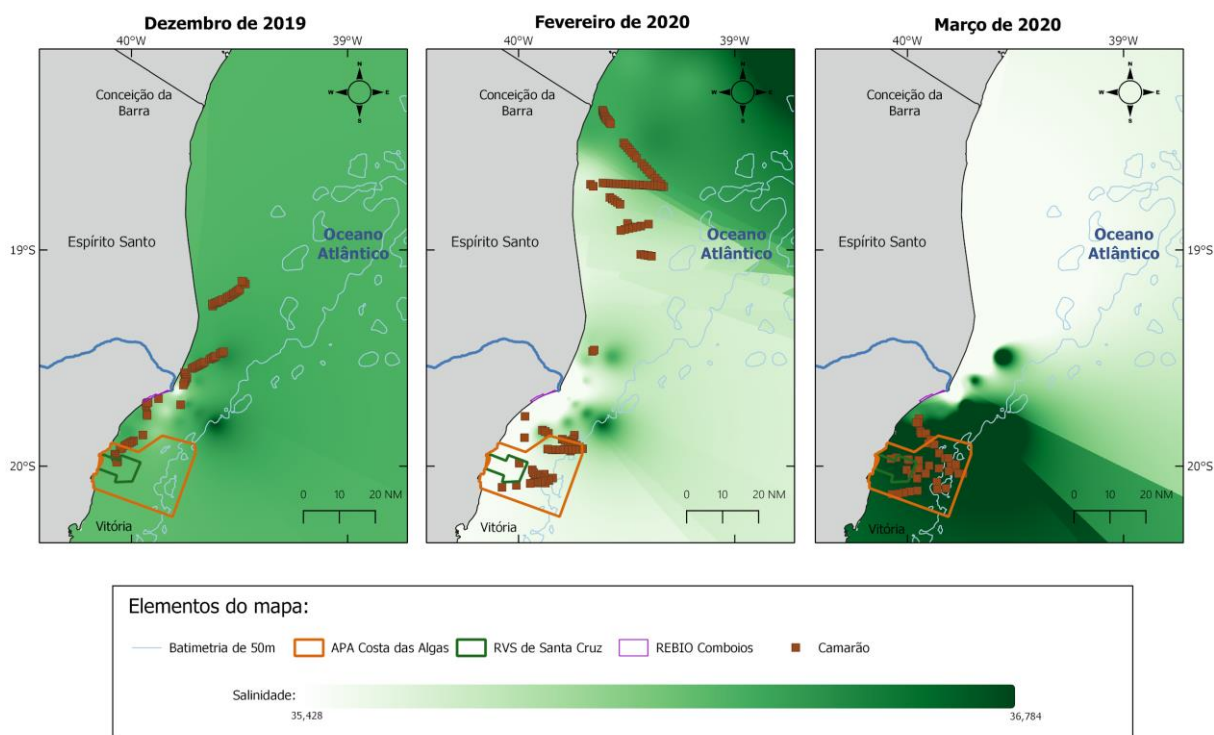 Dezembro de 2019
Fevereiro de 2020
Março de 2020
40°W
39°W
40°W
39°W
40°W
39°W
N
W
E
S
Conceição da
Barra
Espírito Santo
Oceano
Atlântico
19°S
20°S
Vitória
0 10 20 NM
N
W
E
S
Conceição da
Barra
Espírito Santo
Oceano
Atlântico
Vitória
0 10 20 NM
N
W
E
S
Conceição da
Barra
Espírito Santo
Oceano
Atlântico
19°S
20°S
Vitória
0 10 20 NM
Elementos do mapa:
Batimetria de 50m
APA Costa das Algas
RVS de Santa Cruz
REBIO Comboios
Camarão
Salinidade:
35,428
36,784